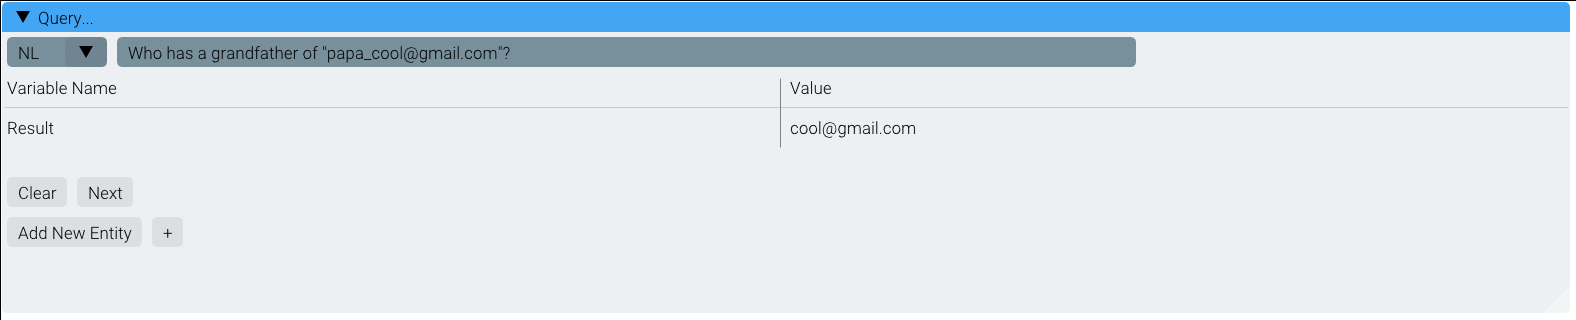 ▼ Query...
NL ▼ Who has a grandfather of "papa_cool@gmail.com"?
Variable Name Value
Result cool@gmail.com
Clear Next
Add New Entity +